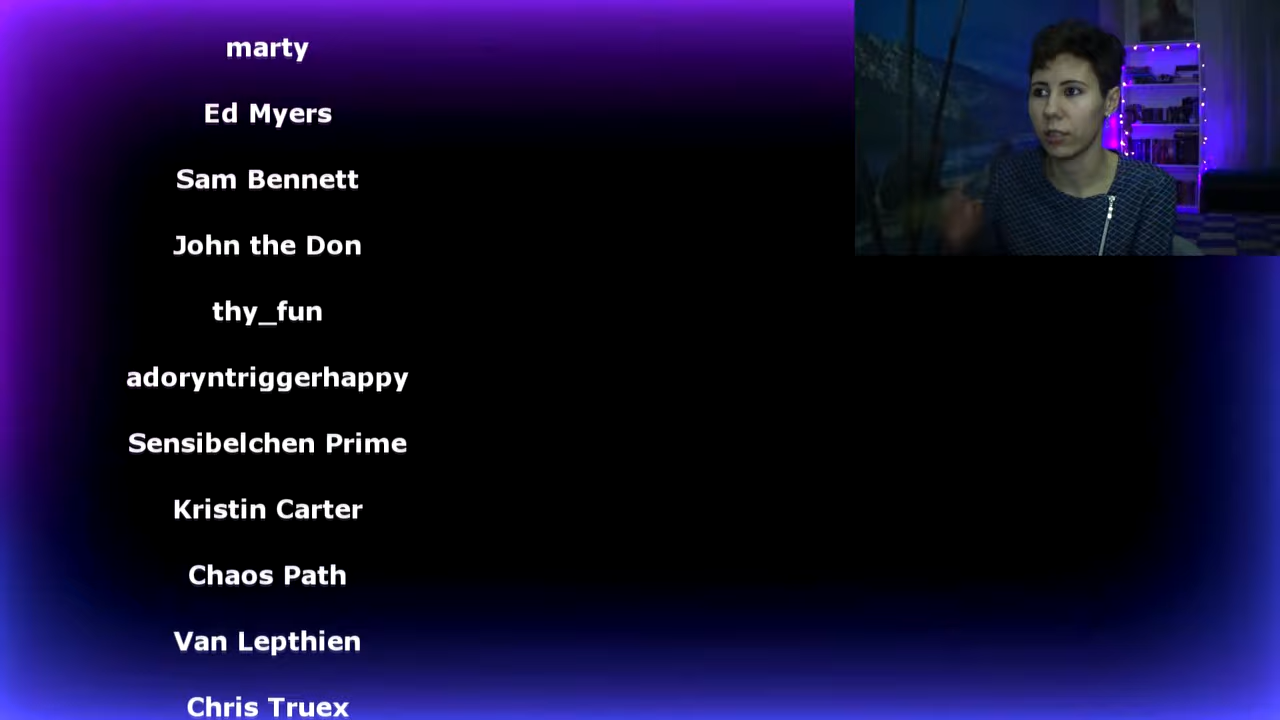 marty
Ed Myers
Sam Bennett
John the Don
thy_fun
adoryntriggerhappy
Sensibelchen Prime
Kristin Carter
Chaos Path
Van Lepthien
Chris Truex